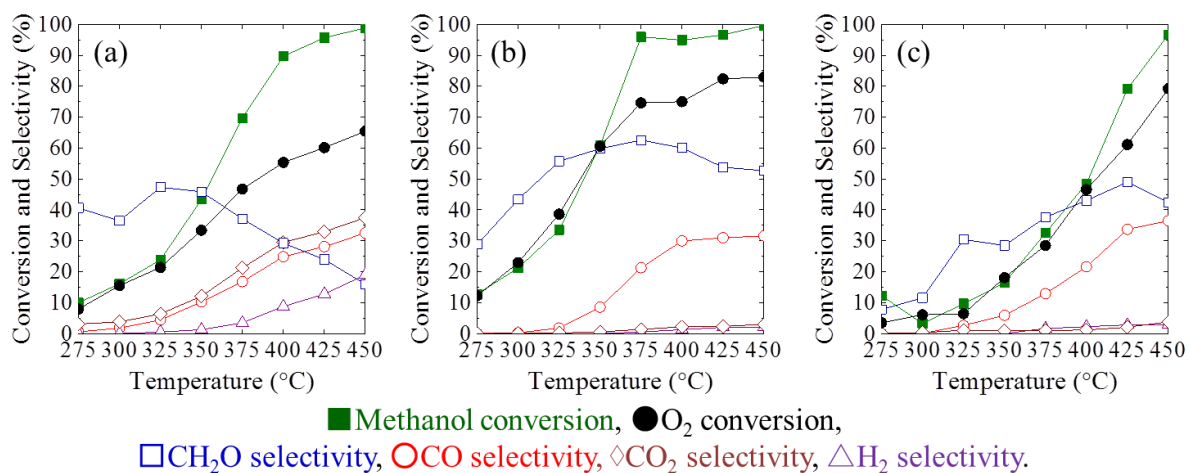 Conversion and Selectivity (%)
100
90
80
70
60
50
40
30
20
10
0
(a)
275 300 325 350 375 400 425 450
Temperature (°C)
Conversion and Selectivity (%)
100
90
80
70
60
50
40
30
20
10
0
(b)
275 300 325 350 375 400 425 450
Temperature (°C)
Conversion and Selectivity (%)
100
90
80
70
60
50
40
30
20
10
0
(c)
275 300 325 350 375 400 425 450
Temperature (°C)
Methanol conversion, O₂ conversion,
CH₂O selectivity, CO selectivity, CO₂ selectivity, H₂ selectivity.